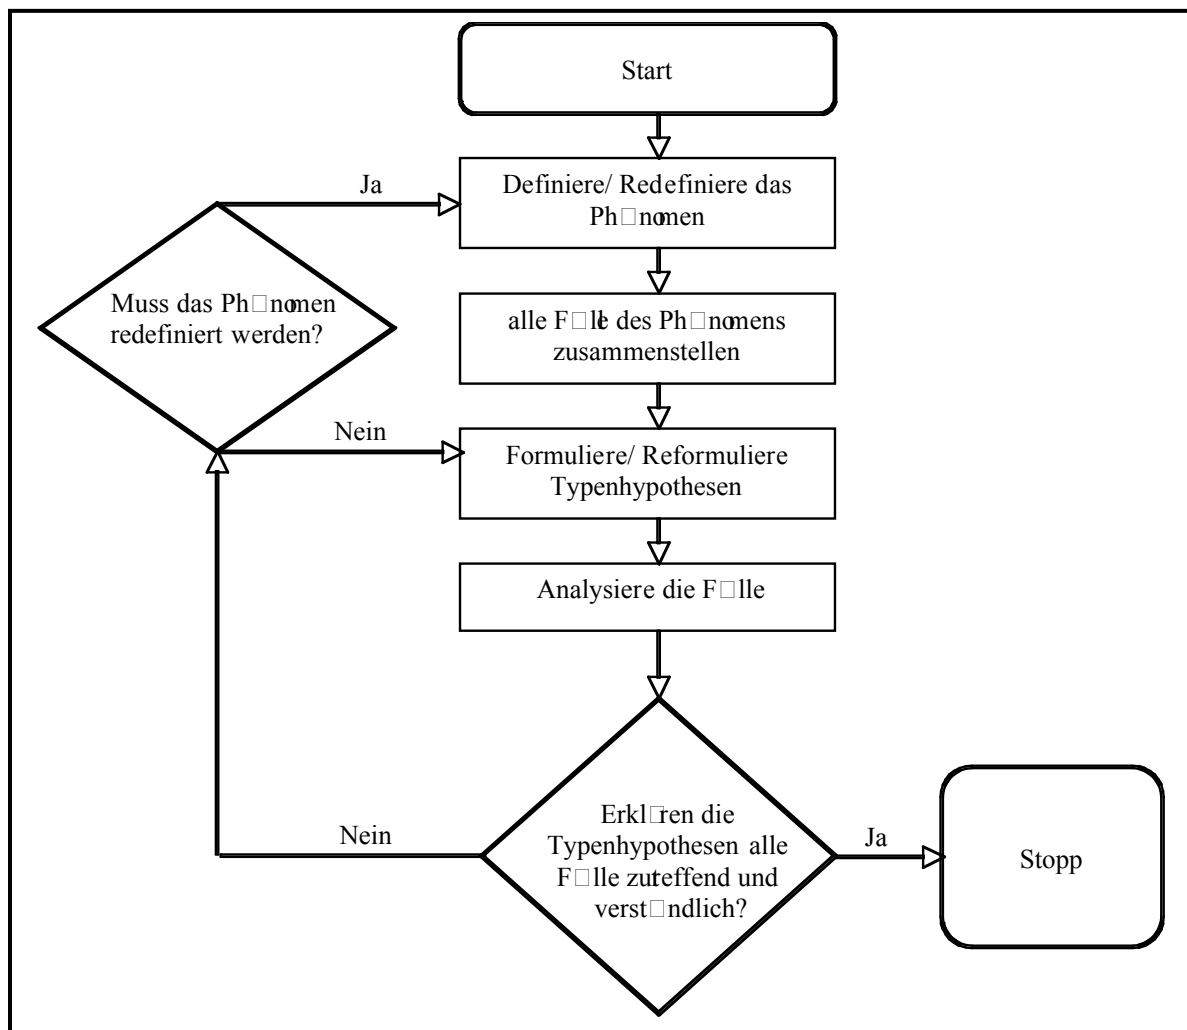 Start
Ja
Definiere/ Redefiniere das
Ph□nomen
Muss das Ph□nomen
redefiniert werden?
alle F□lle des Ph□nomens
zusammenstellen
Nein
Formuliere/ Reformuliere
Typenhypothesen
Analysiere die F□lle
Erkl□ren die
Typenhypothesen alle
F□lle zutreffend und
verst□ndlich?
Nein
Ja
Stopp